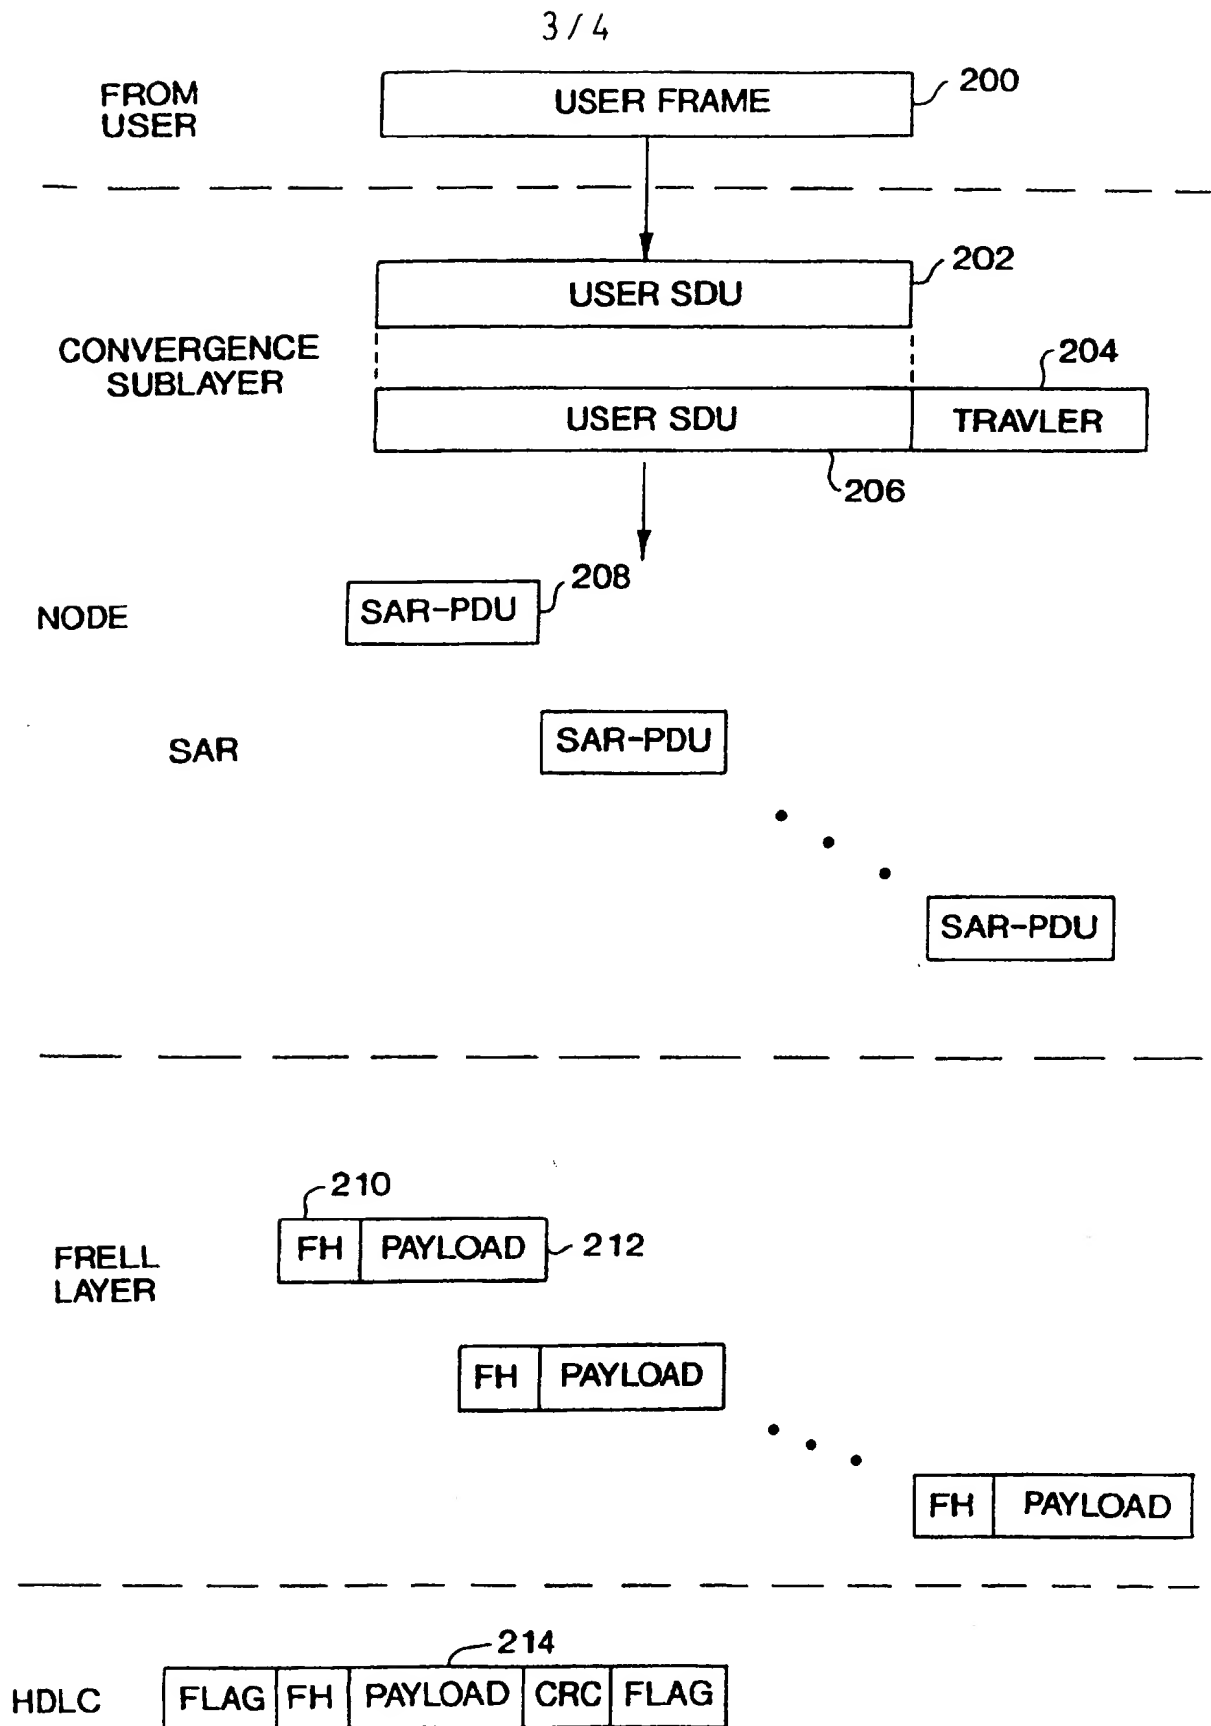 3/4
FROM
USER
USER FRAME
200
USER SDU
202
CONVERGENCE
SUBLAYER
204
USER SDU
TRAVLER
206
NODE
SAR-PDU
208
SAR
SAR-PDU
SAR-PDU
210
FRELL
LAYER
FH
PAYLOAD
212
FH
PAYLOAD
FH
PAYLOAD
214
HDLC
FLAG
FH
PAYLOAD
CRC
FLAG